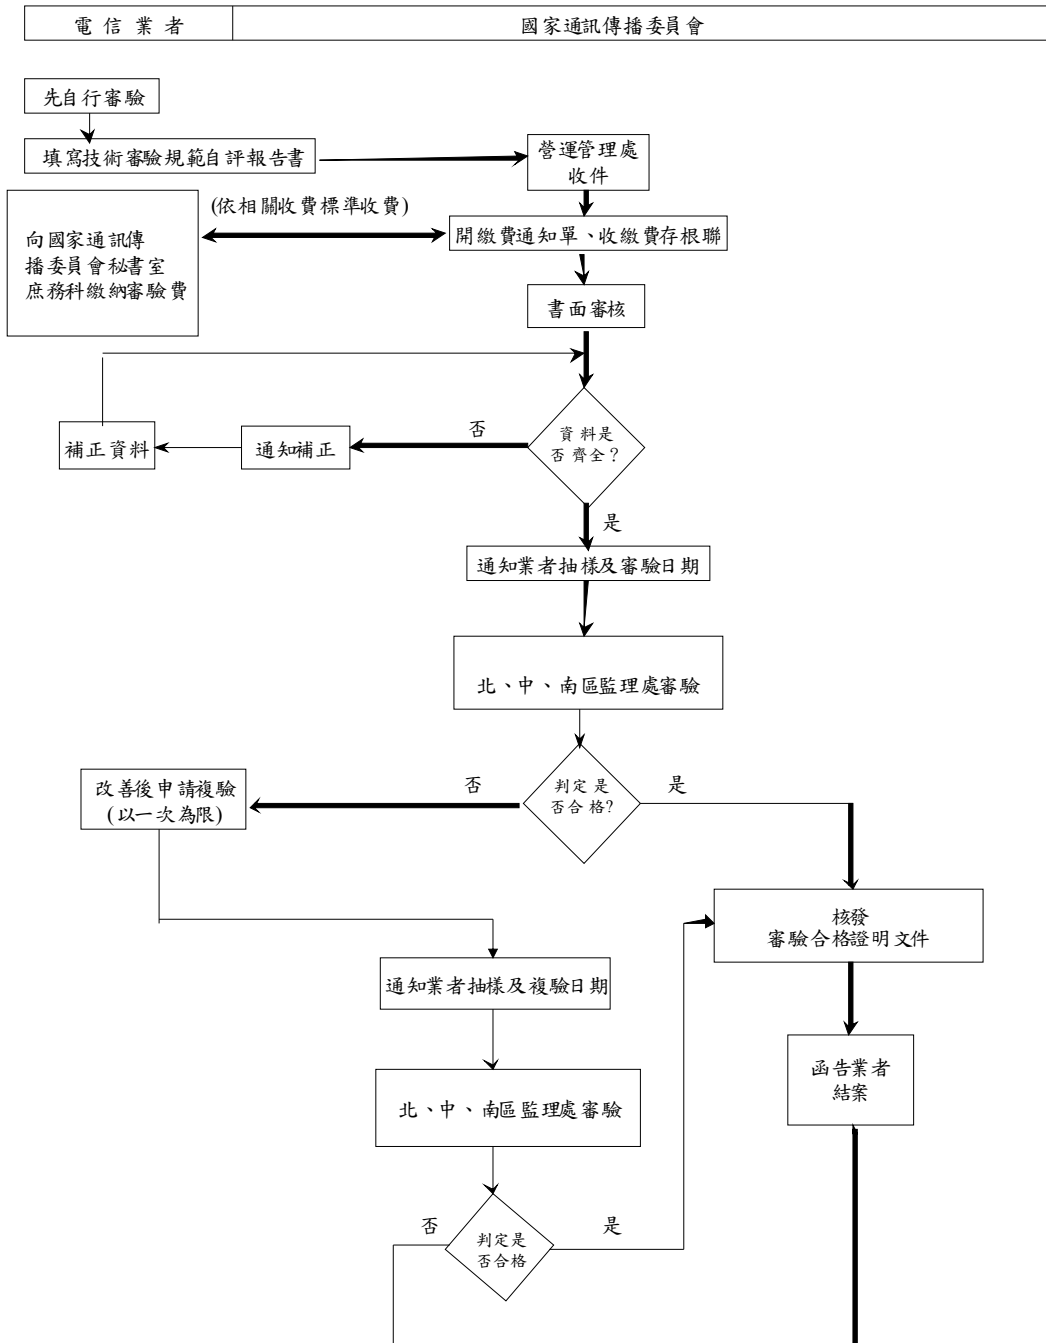 電信業者
國家通訊傳播委員會
先自行審驗
填寫技術審驗規範自評報告書
營運管理處
收件
(依相關收費標準收費)
向國家通訊傳
播委員會秘書室
庶務科繳納審驗費
開繳費通知單、收繳費存根聯
書面審核
否
資料是
否齊全?
補正資料
通知補正
是
通知業者抽樣及審驗日期
北、中、南區監理處審驗
改善後申請複驗
(以一次為限)
否
判定是
否合格?
是
核發
審驗合格證明文件
通知業者抽樣及複驗日期
函告業者
結案
北、中、南區監理處審驗
否
判定是
否合格
是